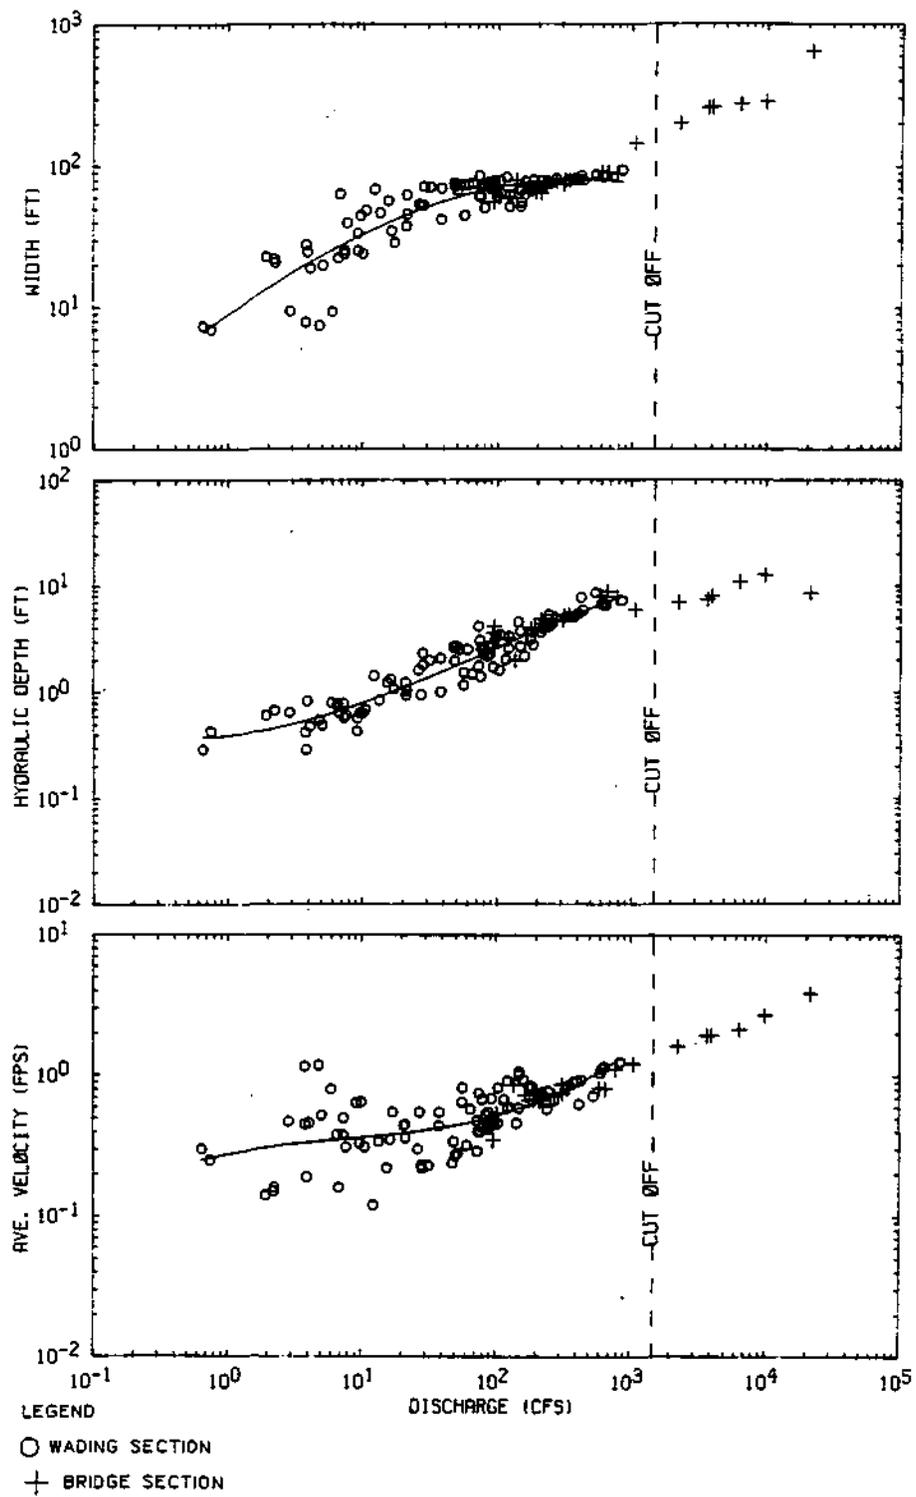 10³
10²
10¹
10⁰
WIDTH (FT)
CUT ØFF
10²
10¹
10⁰
10⁻¹
10⁻²
HYDRAULIC DEPTH (FT)
CUT ØFF
10¹
10⁰
10⁻¹
10⁻²
AVE. VELØCITY (FPS)
CUT ØFF
10⁻¹ 10⁰ 10¹ 10² 10³ 10⁴ 10⁵
DISCHARGE (CFS)
LEGEND
WADING SECTION
BRIDGE SECTION